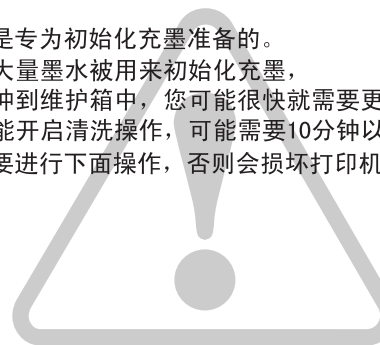 是专为初始化充墨准备的。
大量墨水被用来初始化充墨，
冲到维护箱中，您可能很快就需要更
能开启清洗操作，可能需要10分钟以
要进行下面操作，否则会损坏打印机